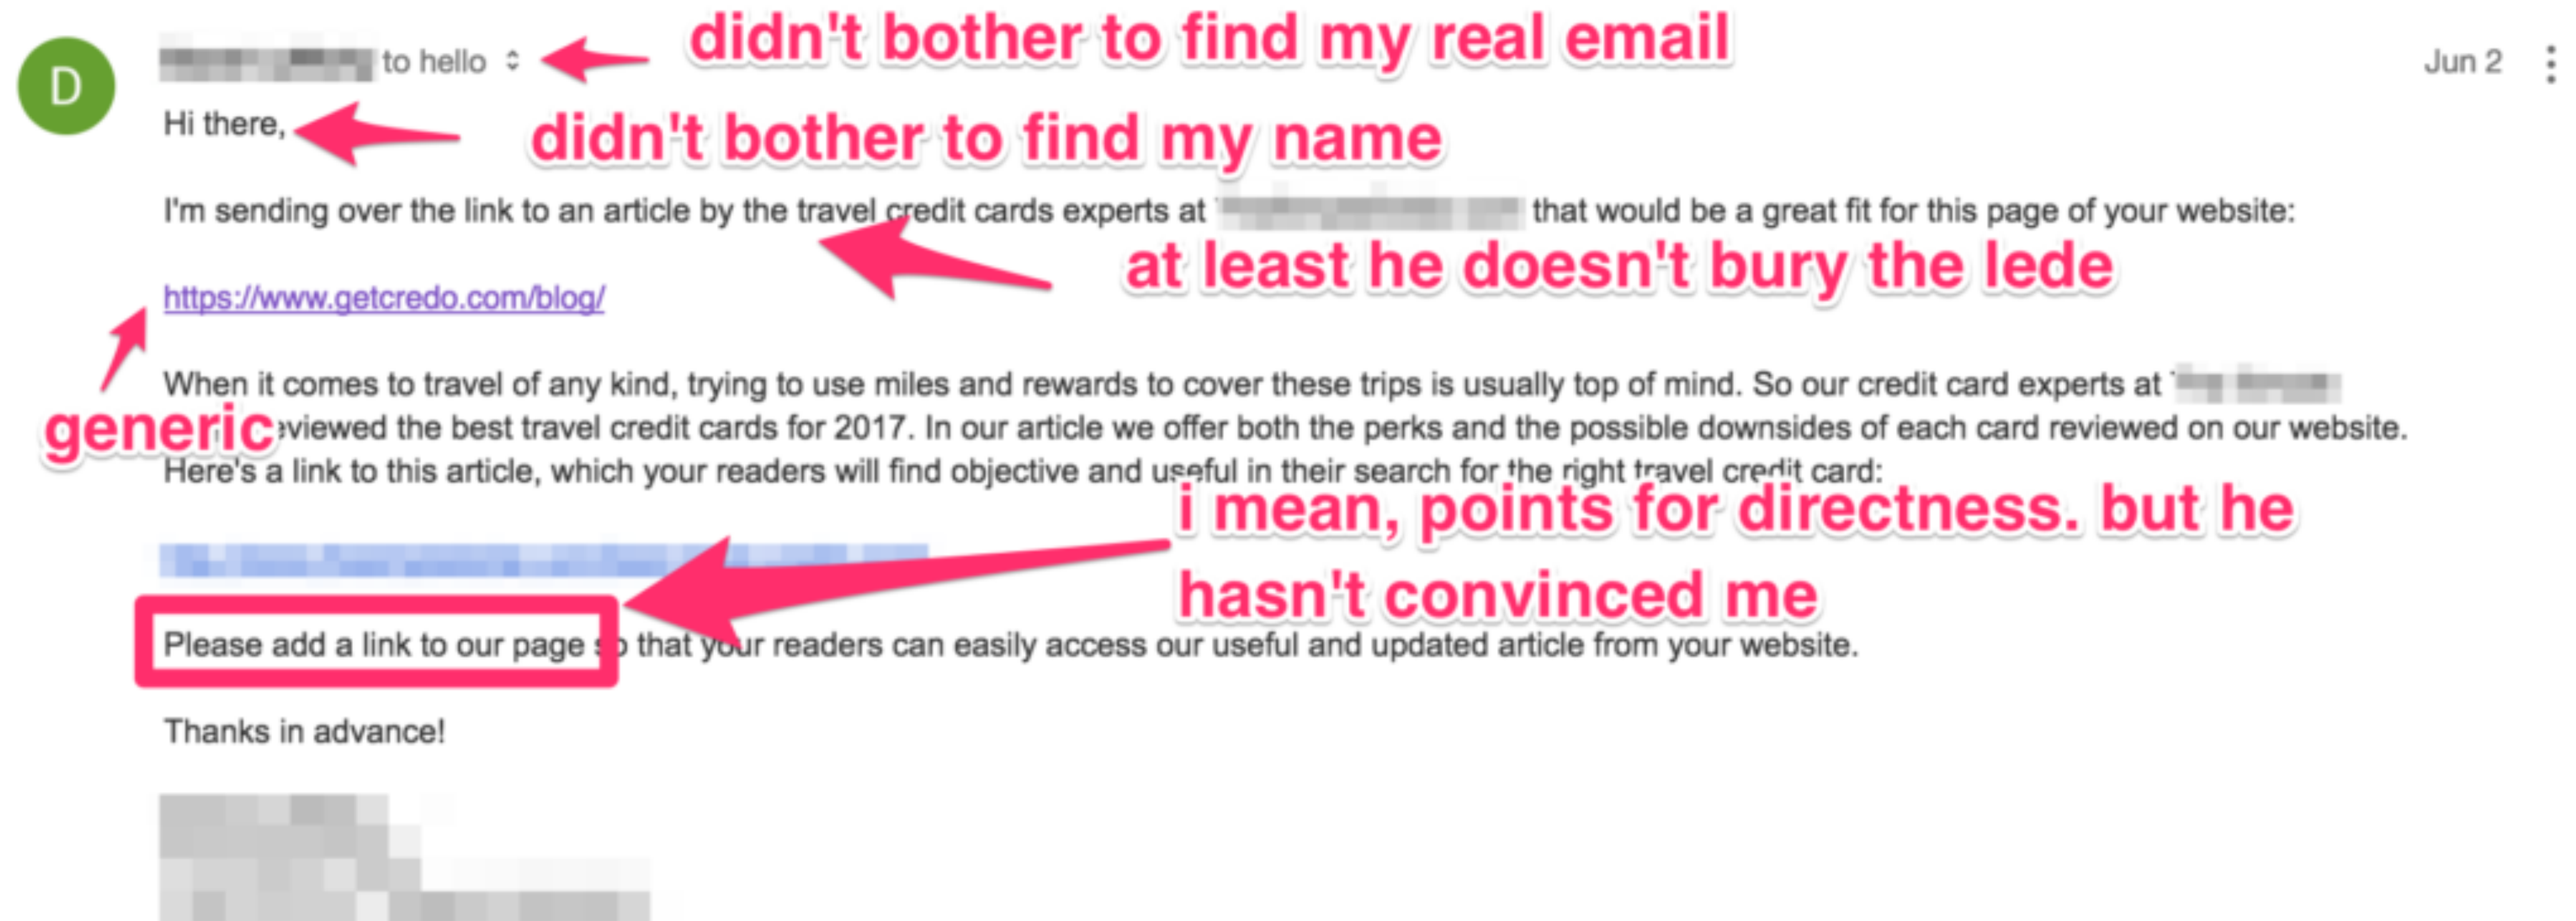 D
to hello
didn't bother to find my real email
Jun 2
Hi there,
didn't bother to find my name
I'm sending over the link to an article by the travel credit cards experts at that would be a great fit for this page of your website:
at least he doesn't bury the lede
https://www.getcredo.com/blog/
generic
When it comes to travel of any kind, trying to use miles and rewards to cover these trips is usually top of mind. So our credit card experts at
eviewed the best travel credit cards for 2017. In our article we offer both the perks and the possible downsides of each card reviewed on our website.
Here's a link to this article, which your readers will find objective and useful in their search for the right travel credit card:
i mean, points for directness. but he
hasn't convinced me
Please add a link to our page so that your readers can easily access our useful and updated article from your website.
Thanks in advance!